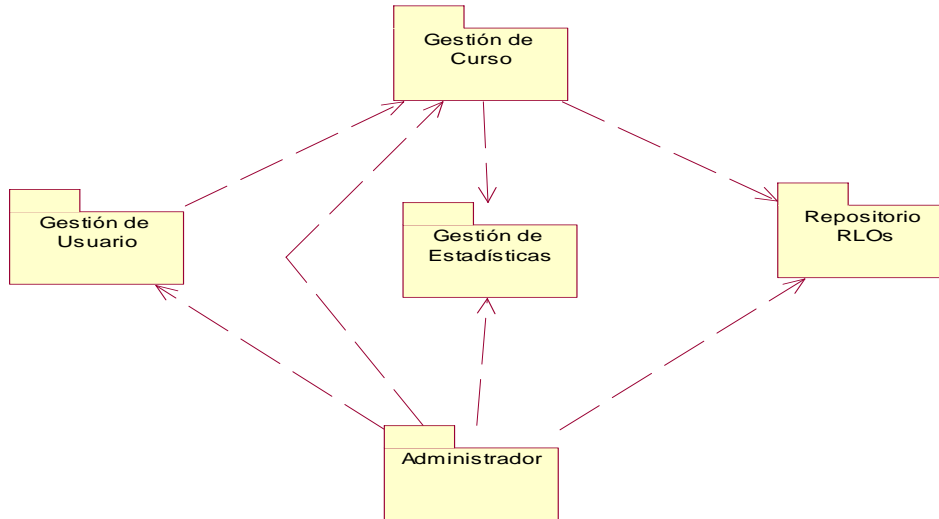 Gestión de
Curso
Gestión de
Usuario
Gestión de
Estadísticas
Repositorio
RLOs
Administrador